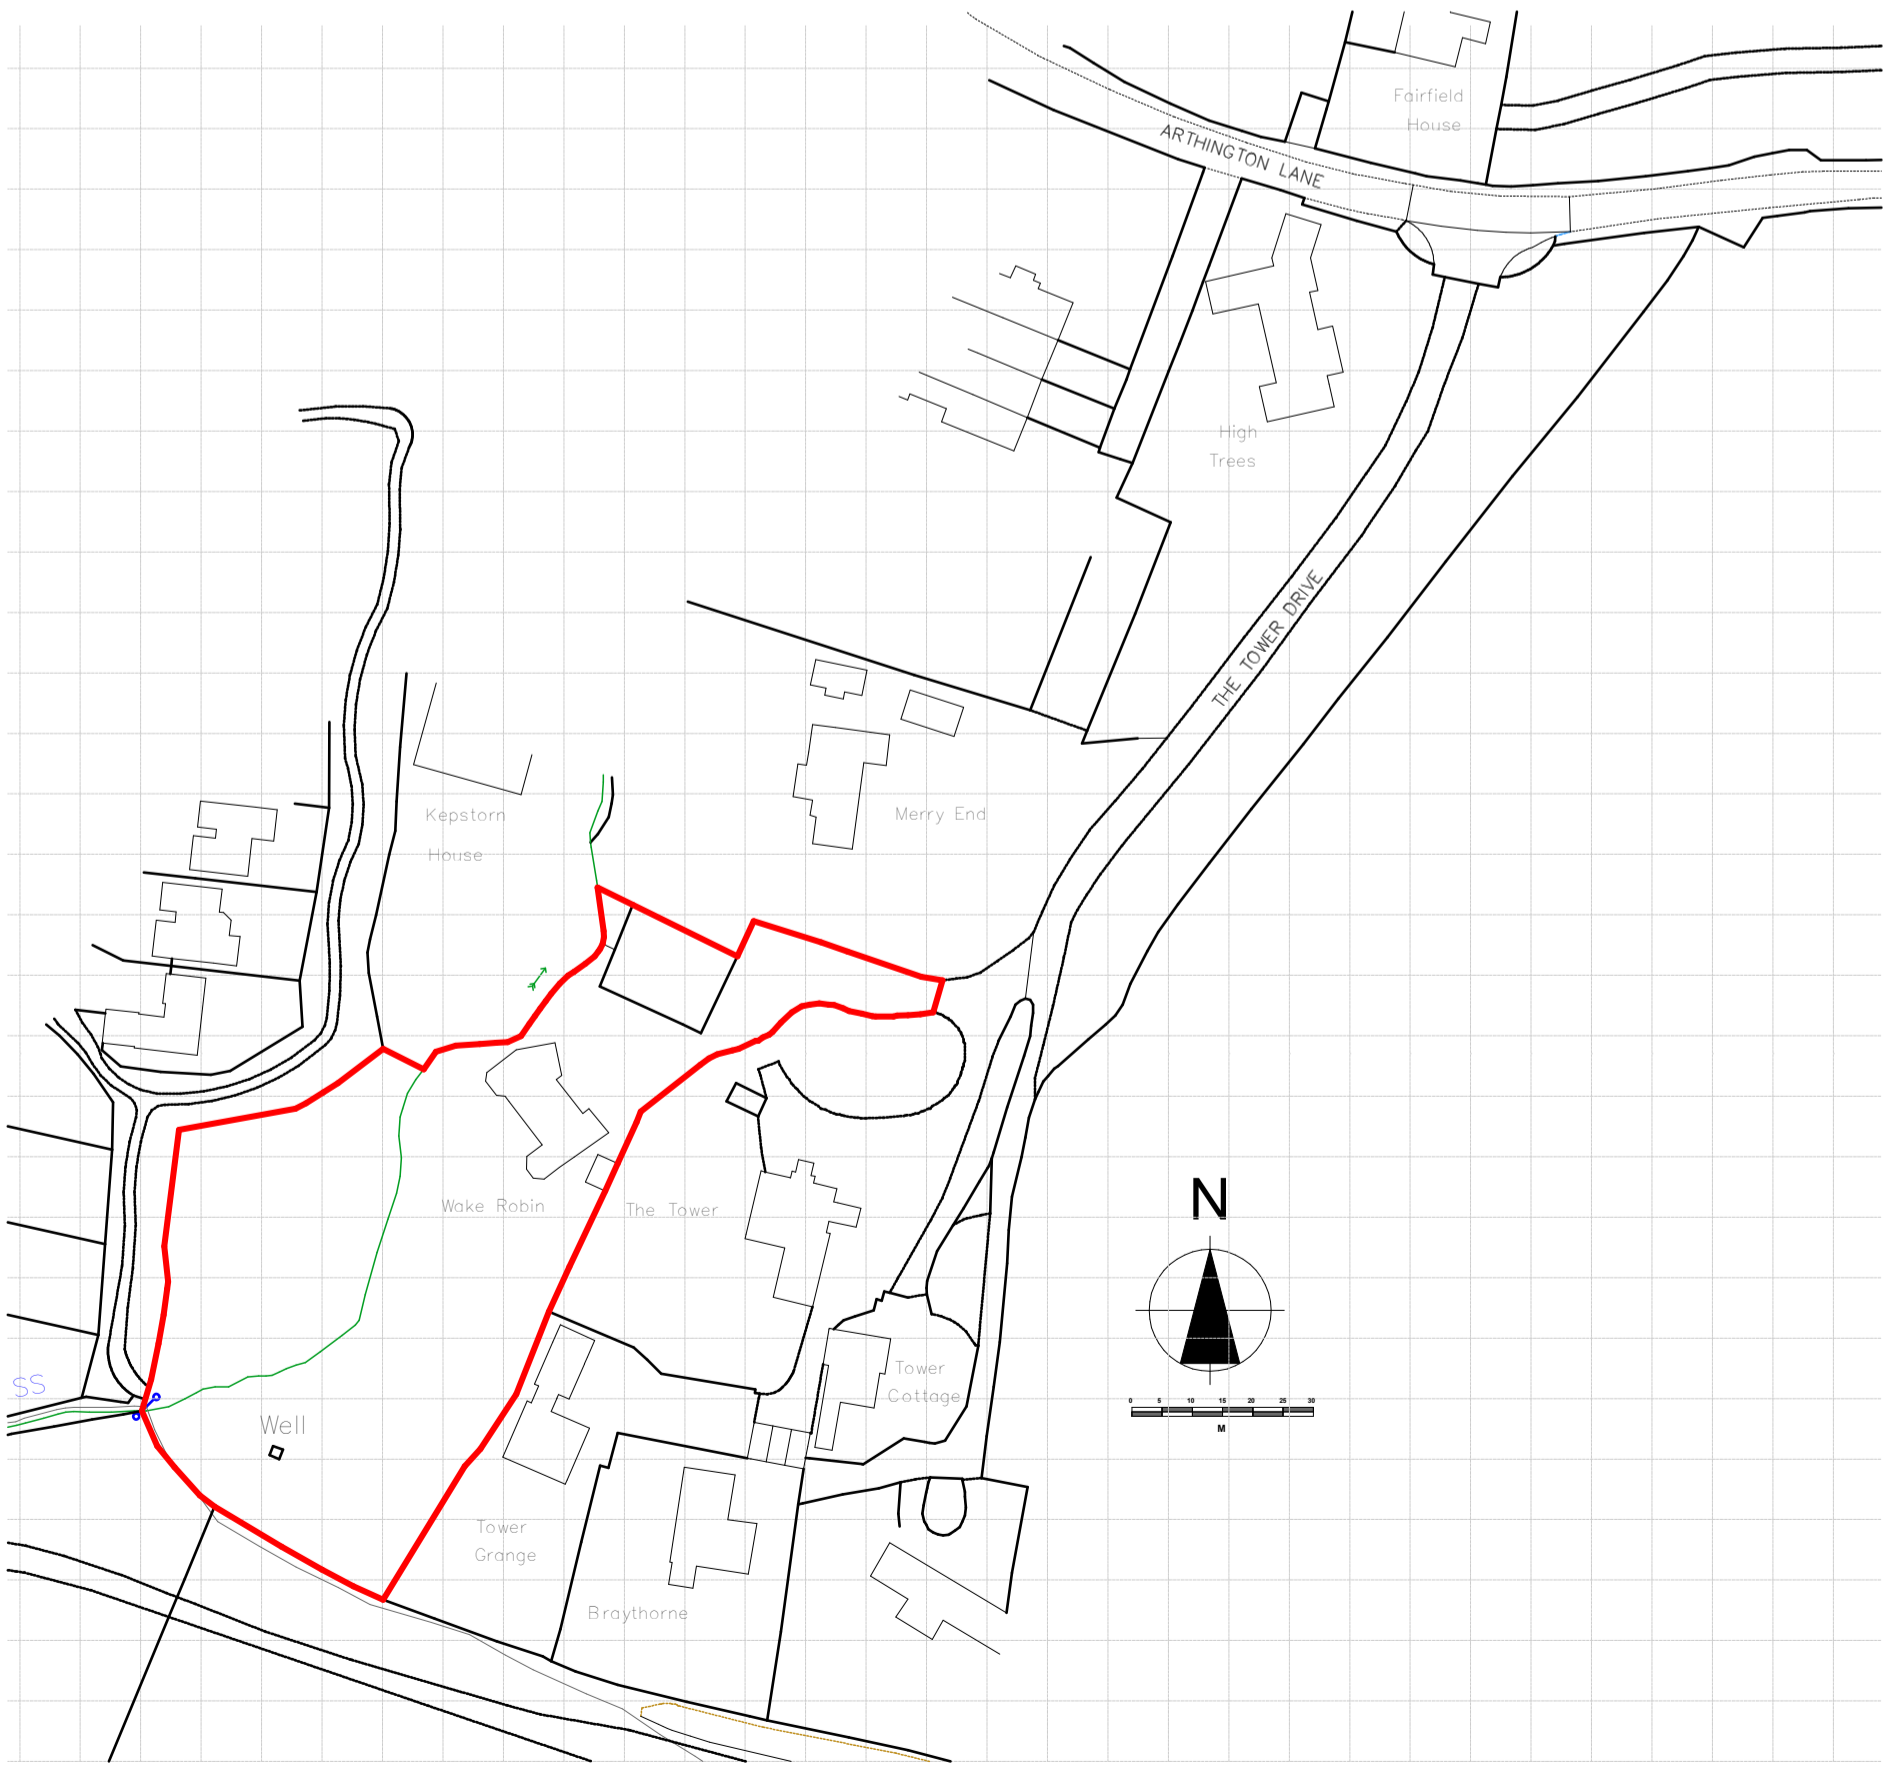 Fairfield
House
ARTHINGTON LANE
High
Trees
THE TOWER DRIVE
Kepstorn
House
Merry End
Wake Robin
The Tower
N
Tower
Cottage
0 5 10 15 20 25 30
M
SS
Well
Tower
Grange
Braythorne